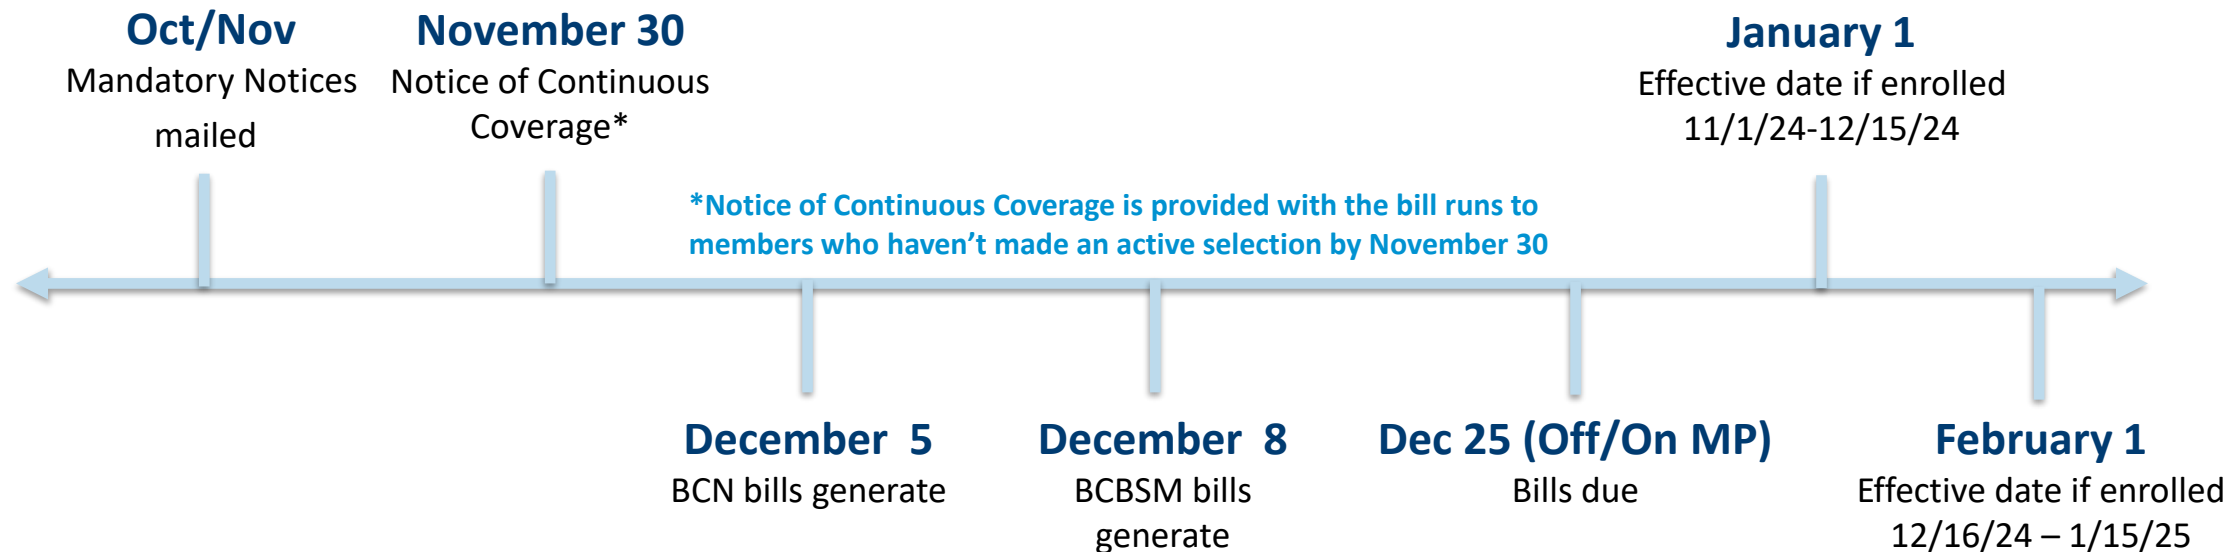 Oct/Nov
Mandatory Notices
mailed
November 30
Notice of Continuous
Coverage*
January 1
Effective date if enrolled
11/1/24-12/15/24
*Notice of Continuous Coverage is provided with the bill runs to
members who haven’t made an active selection by November 30
December  5
BCN bills generate
December  8
BCBSM bills
generate
Dec 25 (Off/On MP)
Bills due
February 1
Effective date if enrolled
12/16/24 – 1/15/25